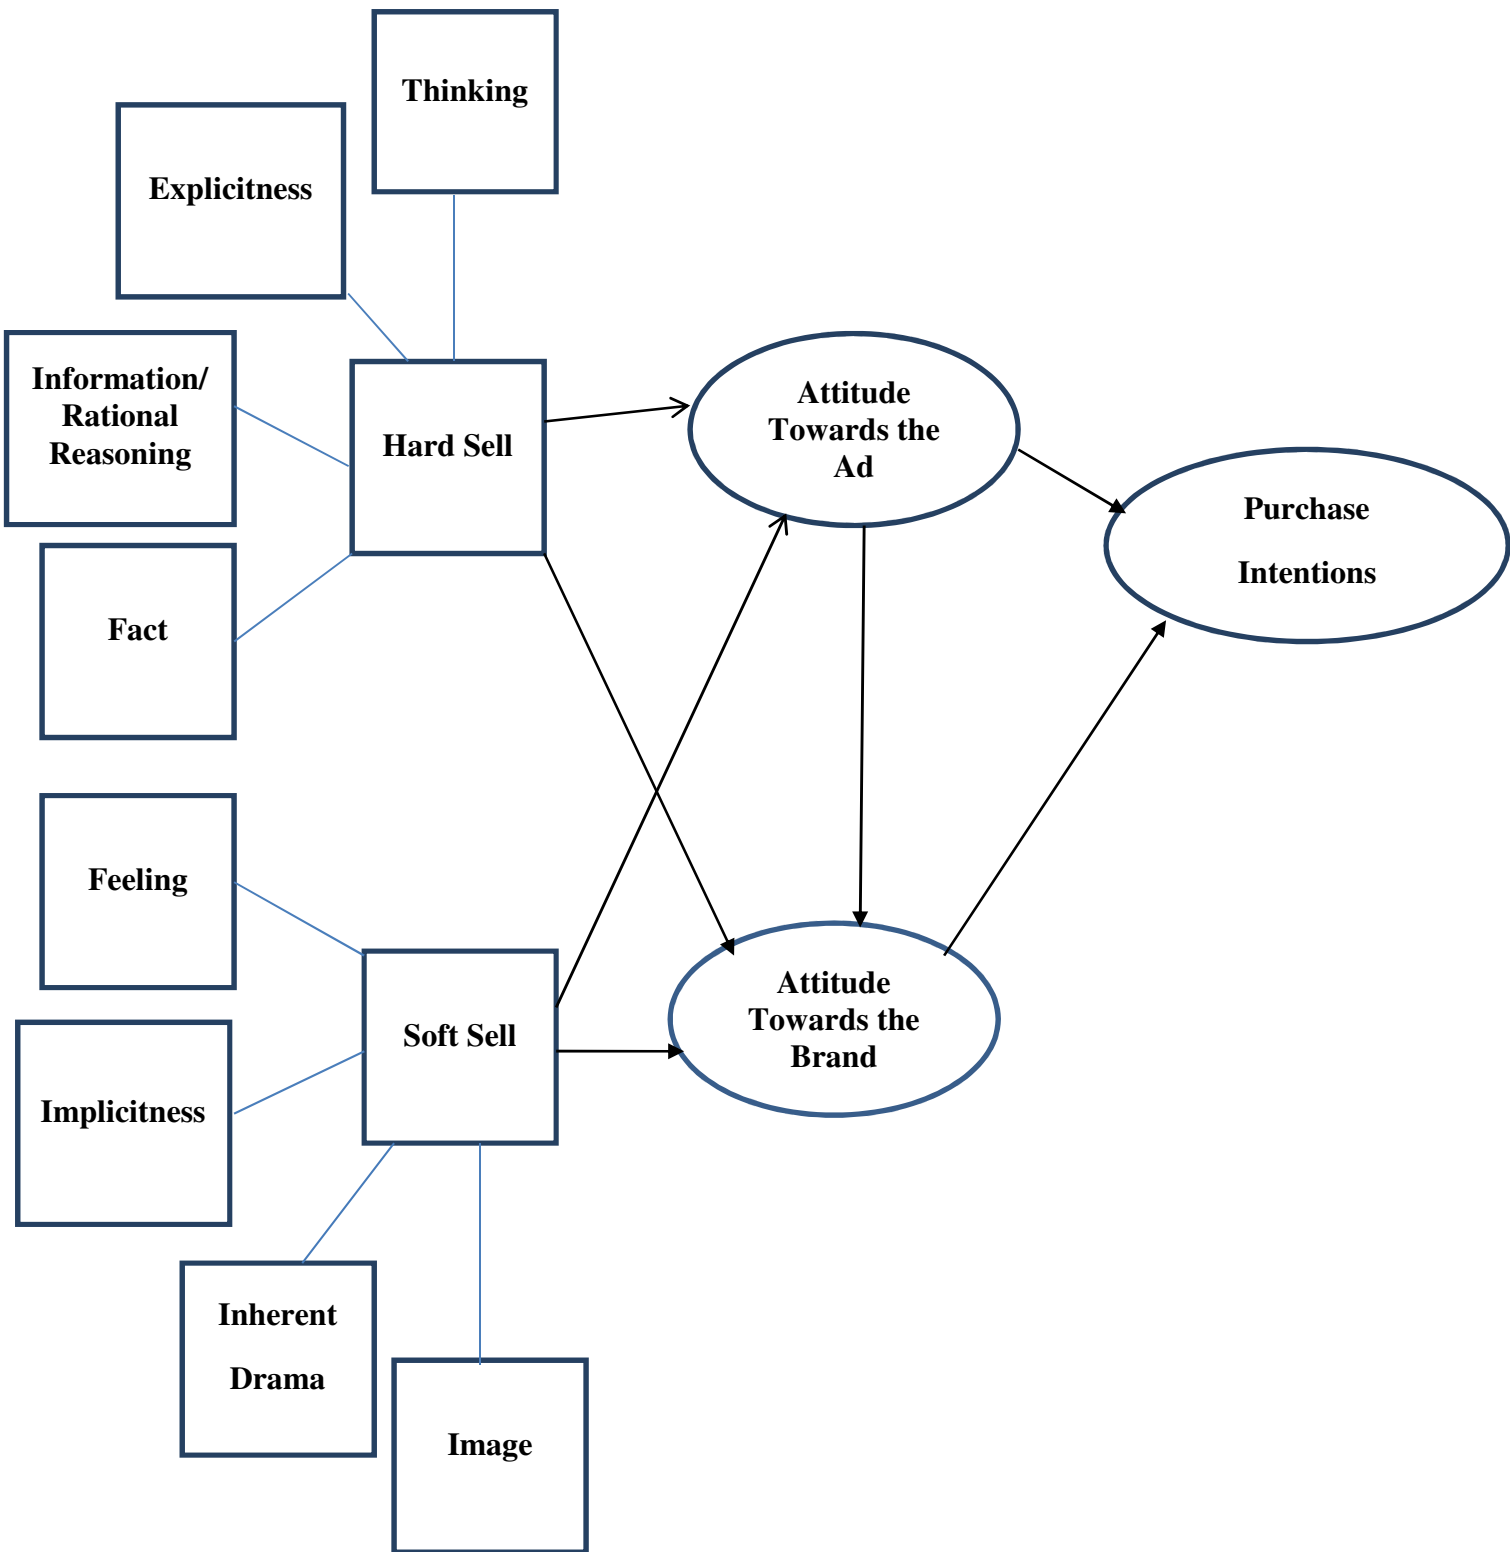 Thinking
Explicitness
Information/
Rational
Reasoning
Hard Sell
Fact
Attitude
Towards the
Ad
Purchase
Intentions
Feeling
Soft Sell
Implicitness
Attitude
Towards the
Brand
Inherent
Drama
Image